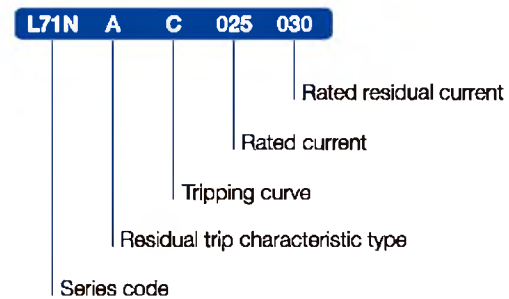 L71N A C 025 030
Rated residual current
Rated current
Tripping curve
Residual trip characteristic type
Series code